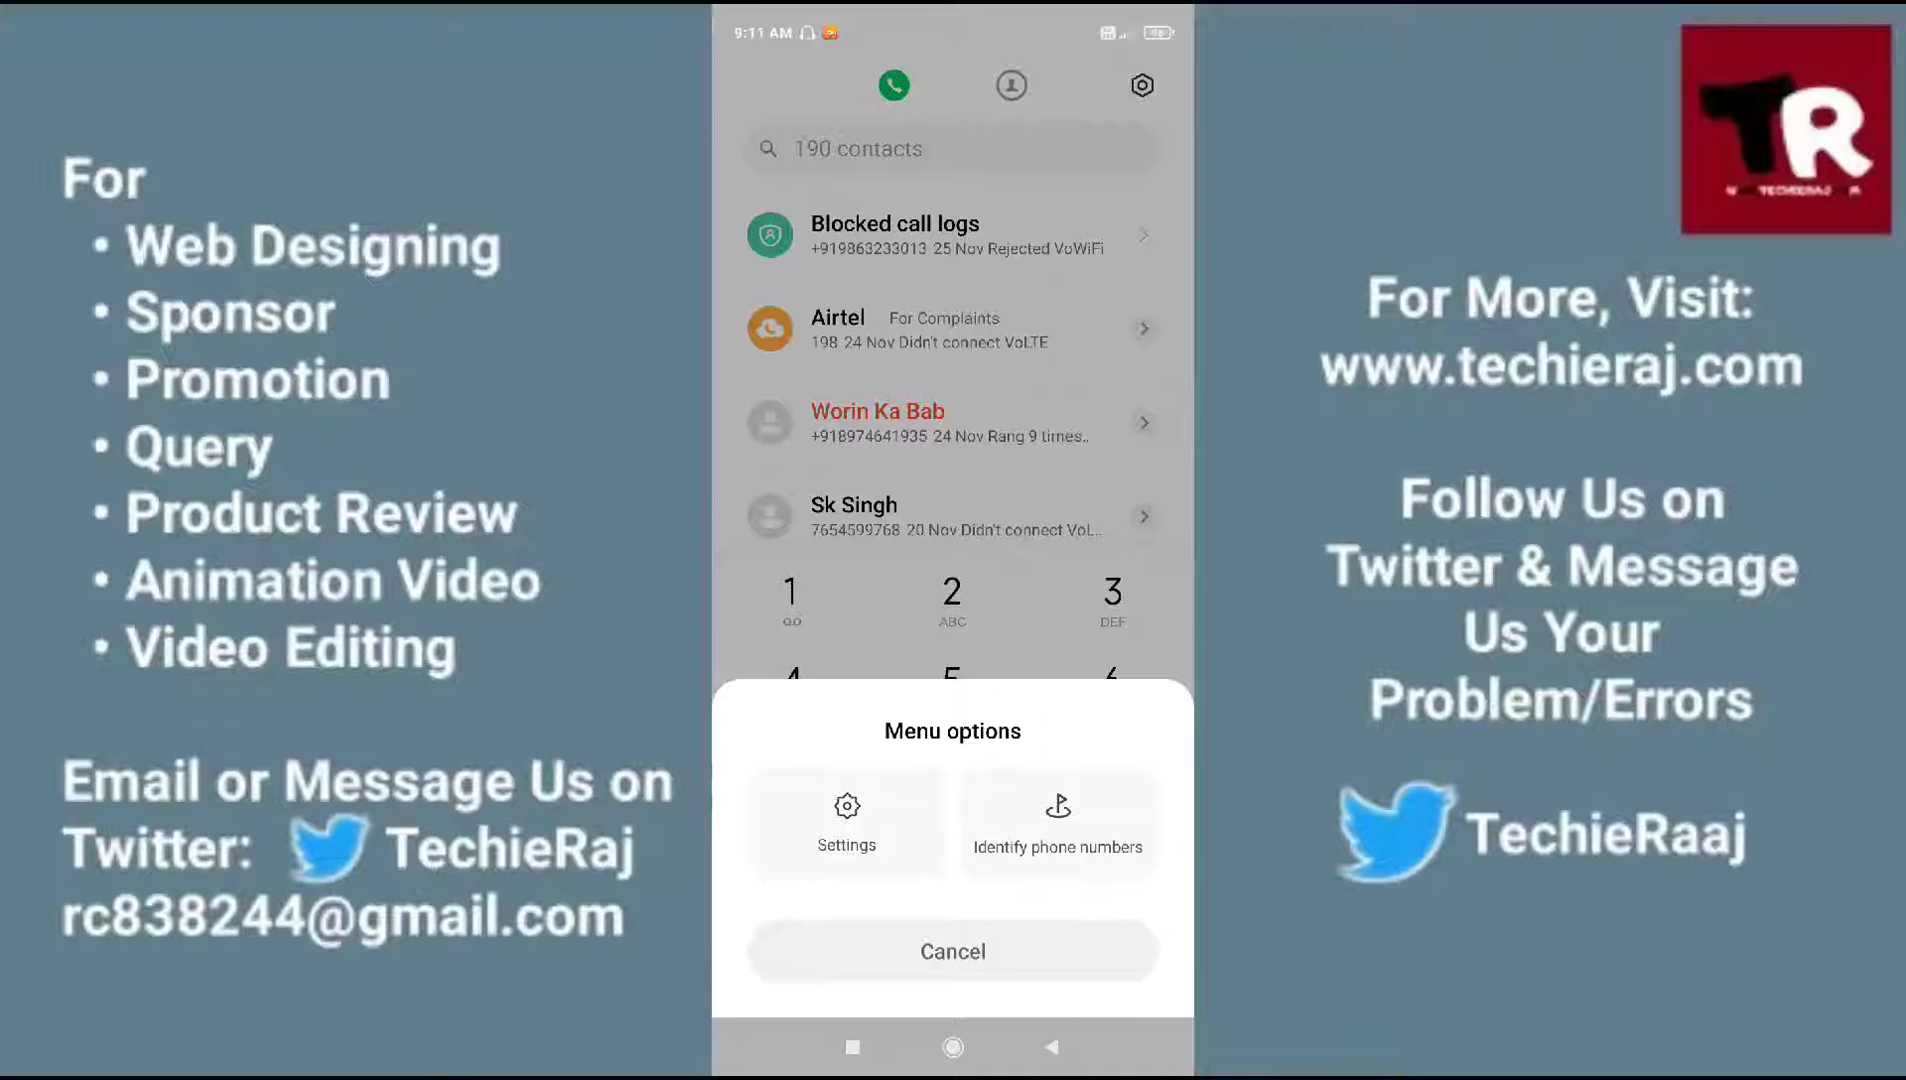 For
• Web Designing
• Sponsor
• Promotion
• Query
• Product Review
• Animation Video
• Video Editing
Email or Message Us on
Twitter: TechieRaj
rc838244@gmail.com
9:11 AM
190 contacts
Blocked call logs
+919863233013 25 Nov Rejected VoWiFi
Airtel For Complaints
198 24 Nov Didn't connect VoLTE
Worin Ka Bab
+918974641935 24 Nov Rang 9 times..
Sk Singh
7654599768 20 Nov Didn't connect VoL...
1 2 3
ABC DEF
4 5 6
Menu options
Settings
Identify phone numbers
Cancel
TR
For More, Visit:
www.techieraj.com
Follow Us on
Twitter & Message
Us Your
Problem/Errors
TechieRaaj